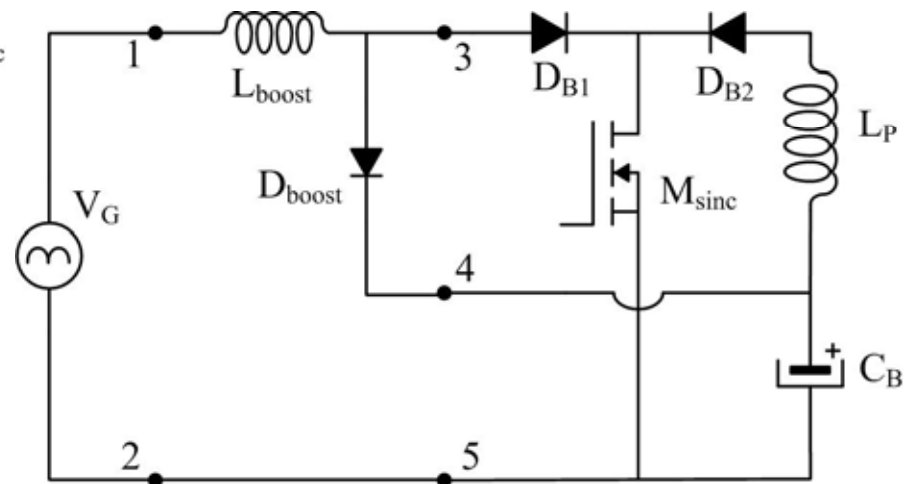 c
1
3
L_boost
D_B1
D_B2
L_P
D_boost
M_sinc
V_G
4
C_B
+
2
5